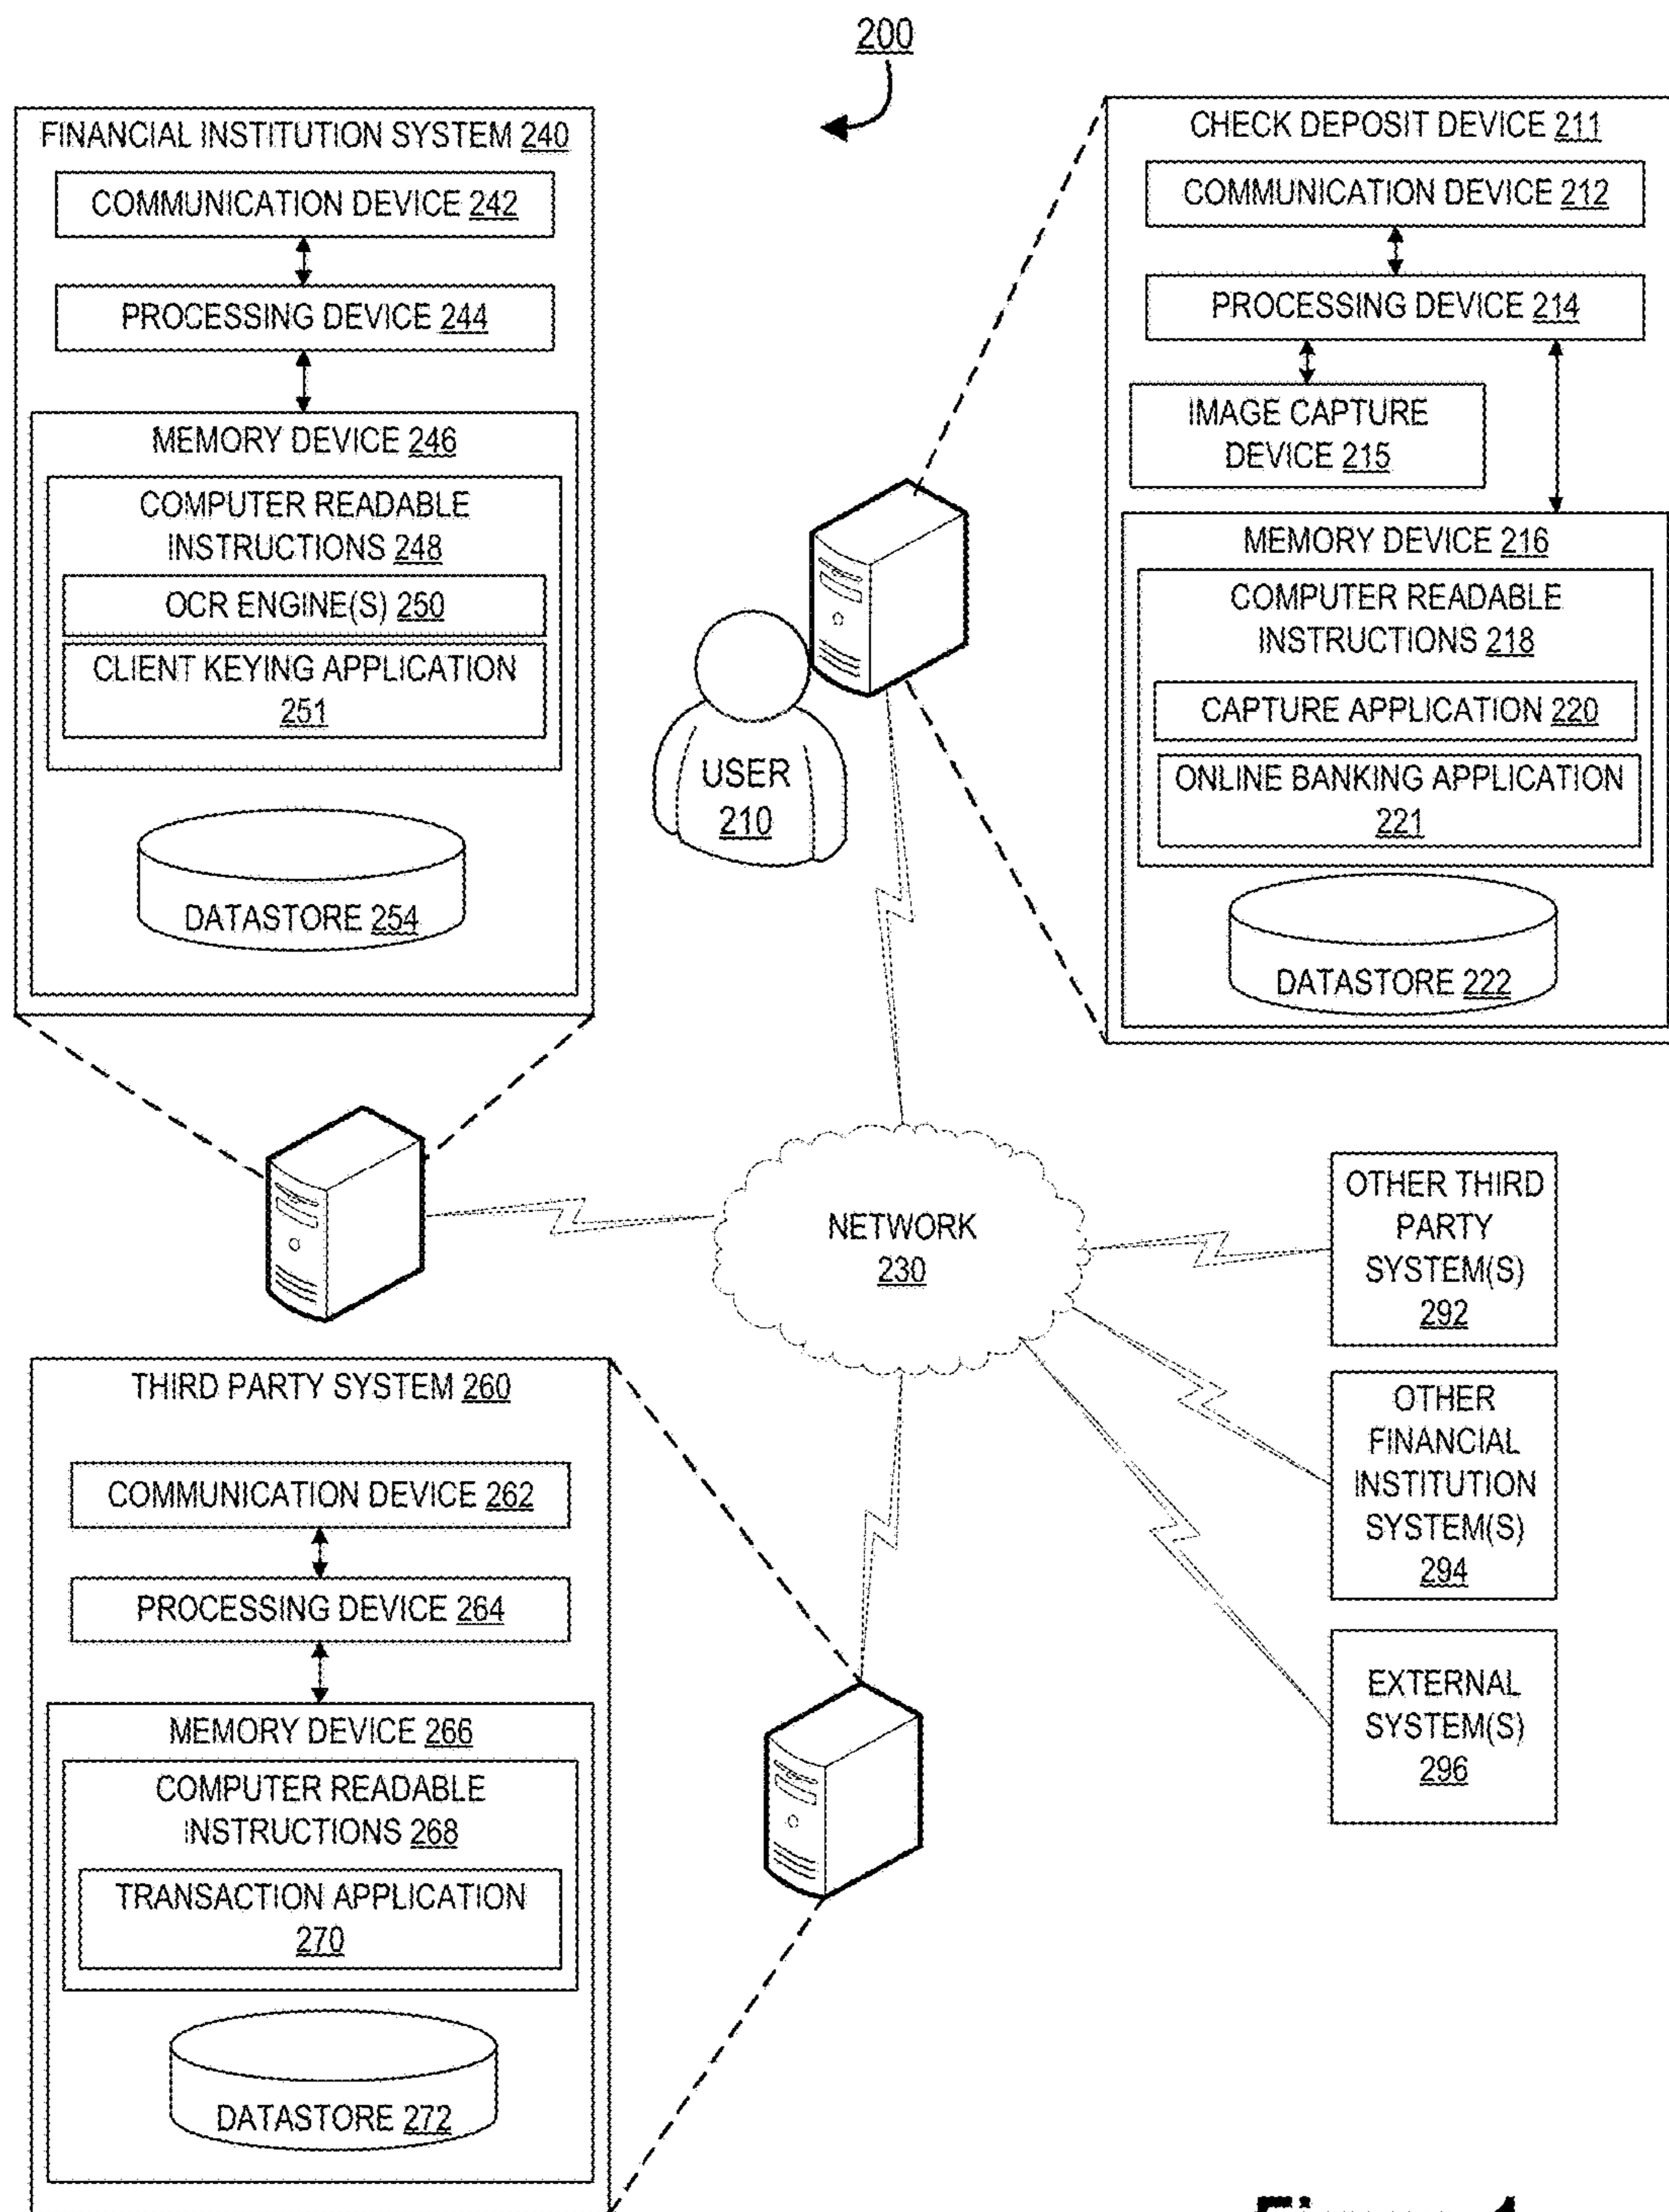 200
FINANCIAL INSTITUTION SYSTEM 240
COMMUNICATION DEVICE 242
PROCESSING DEVICE 244
MEMORY DEVICE 246
COMPUTER READABLE
INSTRUCTIONS 248
OCR ENGINE(S) 250
CLIENT KEYING APPLICATION
251
DATASTORE 254
CHECK DEPOSIT DEVICE 211
COMMUNICATION DEVICE 212
PROCESSING DEVICE 214
IMAGE CAPTURE
DEVICE 215
MEMORY DEVICE 216
COMPUTER READABLE
INSTRUCTIONS 218
CAPTURE APPLICATION 220
ONLINE BANKING APPLICATION
221
DATASTORE 222
USER
210
NETWORK
230
OTHER THIRD
PARTY
SYSTEM(S)
292
OTHER
FINANCIAL
INSTITUTION
SYSTEM(S)
294
EXTERNAL
SYSTEM(S)
296
THIRD PARTY SYSTEM 260
COMMUNICATION DEVICE 262
PROCESSING DEVICE 264
MEMORY DEVICE 266
COMPUTER READABLE
INSTRUCTIONS 268
TRANSACTION APPLICATION
270
DATASTORE 272